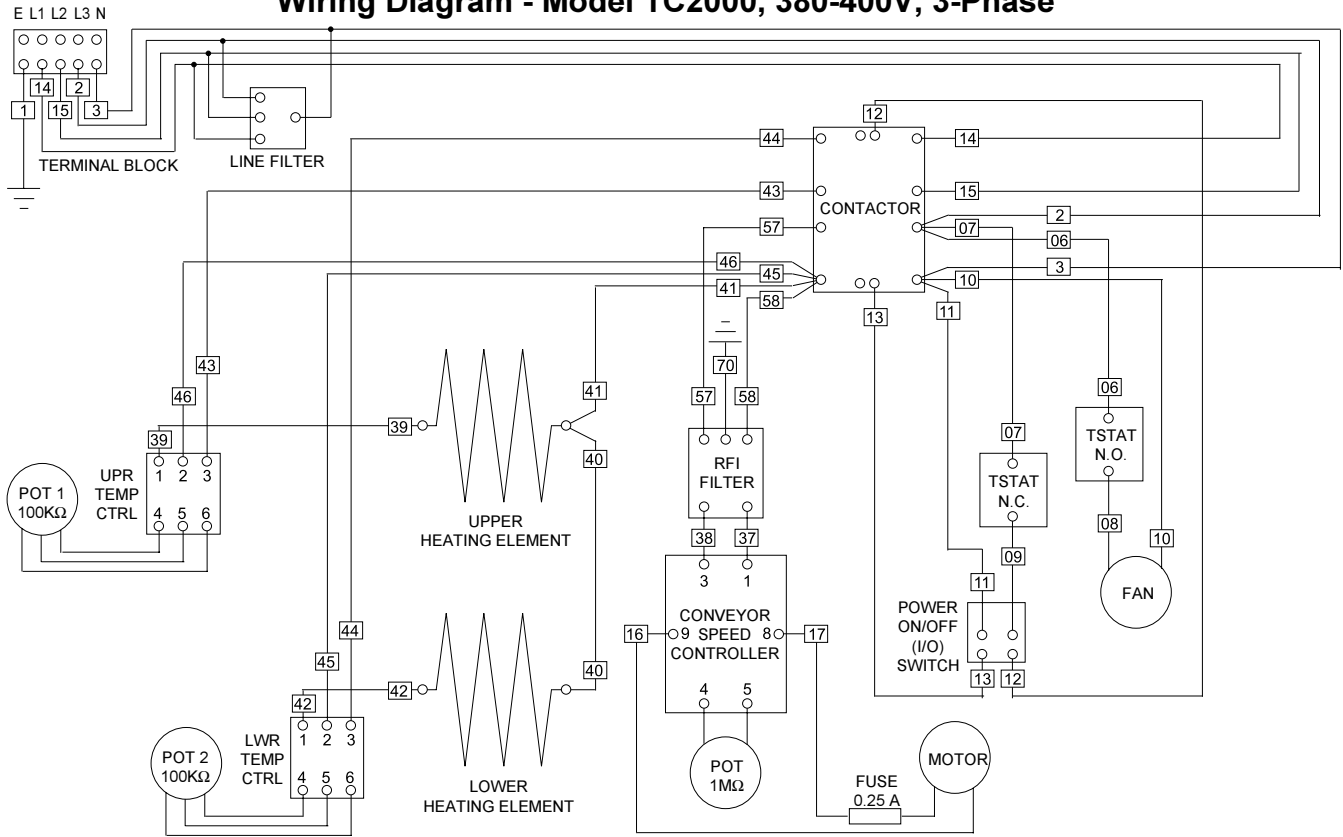 Wiring Diagram - Model TC2000, 380-400V, 3-Phase
E L1 L2 L3 N
14
2
1
15
3
TERMINAL BLOCK
LINE FILTER
12
44
14
43
15
CONTACTOR
57
2
07
06
46
45
3
41
10
58
11
13
70
43
46
41
57
58
06
39
39
TSTAT
N.O.
07
UPR
TEMP
CTRL
1 2 3
4 5 6
POT 1
100KΩ
40
RFI
FILTER
TSTAT
N.C.
UPPER
HEATING ELEMENT
08
10
38
37
09
3 1
11
FAN
CONVEYOR
SPEED
CONTROLLER
9
8
16
17
POWER
ON/OFF
(I/O)
SWITCH
44
45
40
13
12
42
42
4 5
LWR
TEMP
CTRL
1 2 3
4 5 6
POT 2
100KΩ
LOWER
HEATING ELEMENT
POT
1MΩ
FUSE
0.25 A
MOTOR